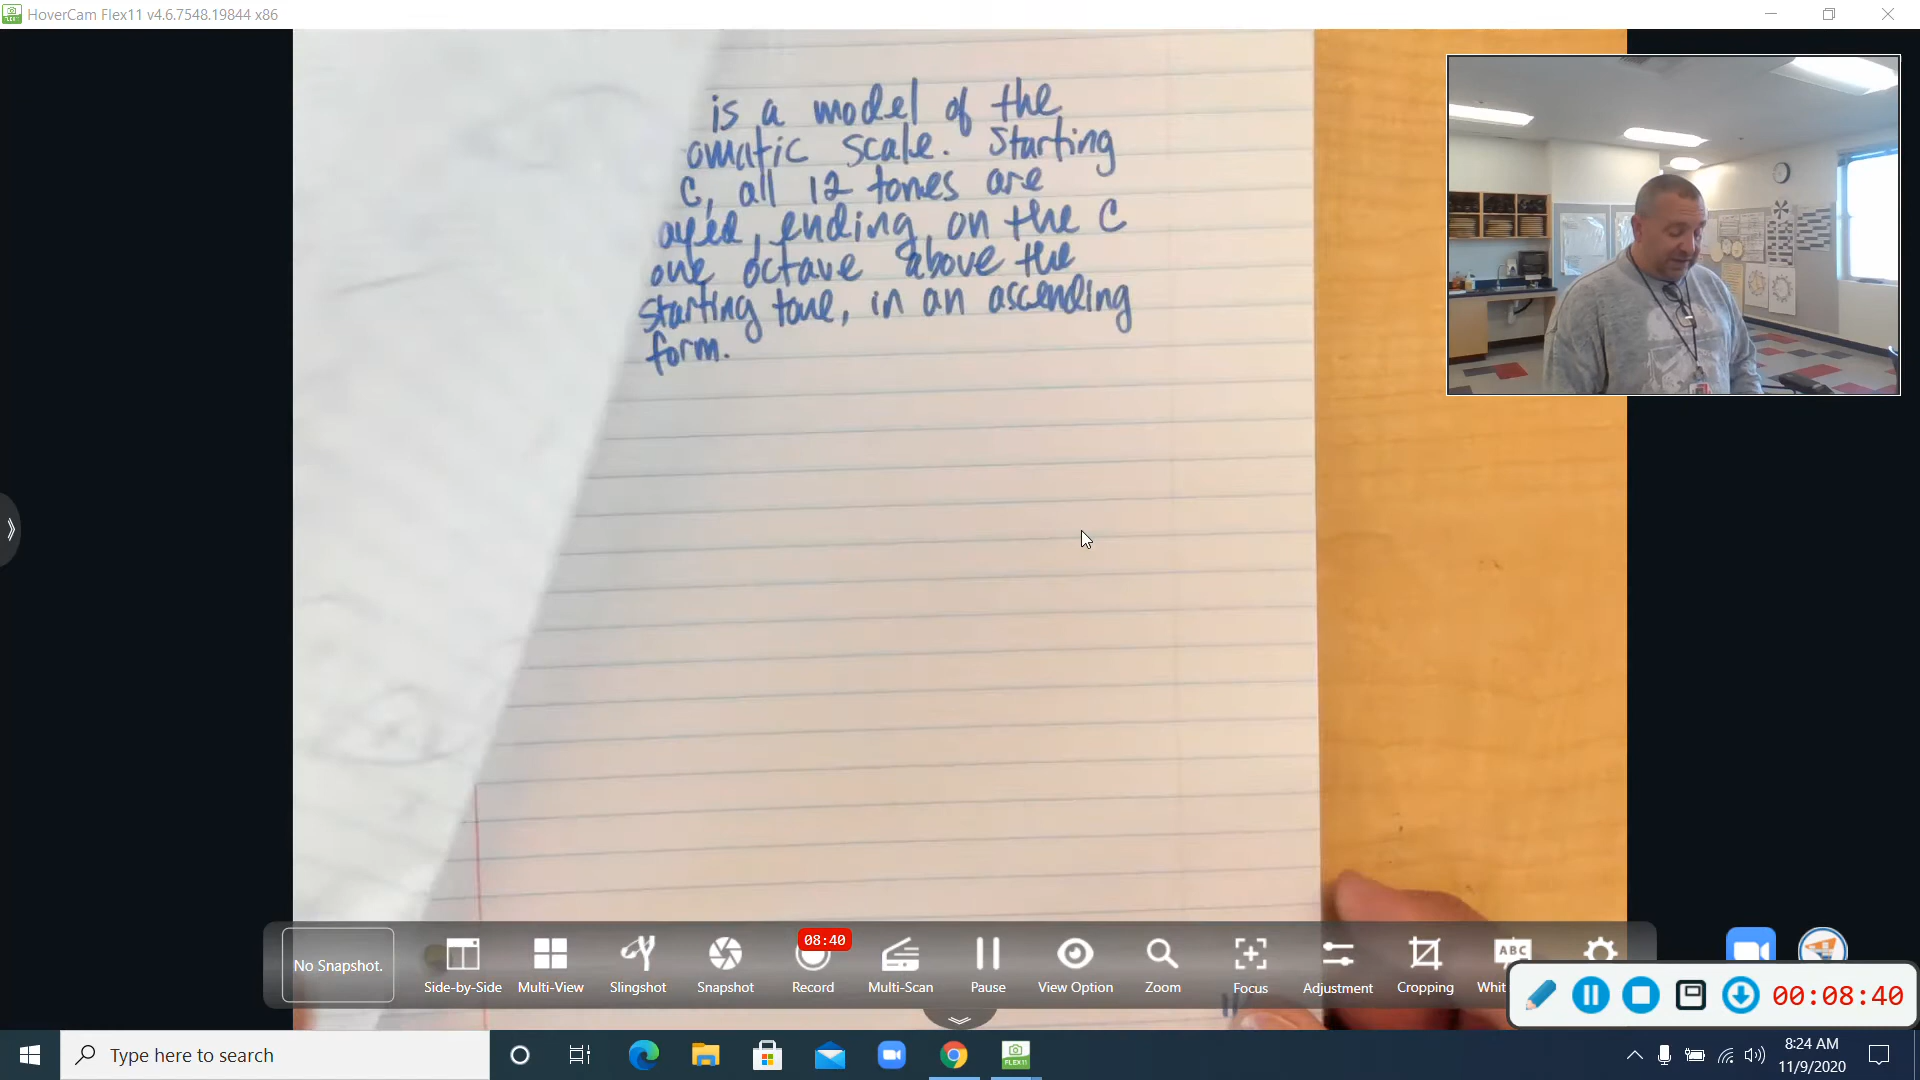 HoverCam Flex11 v4.6.7548.19844 x86
is a model of the
omatic scale. Starting
C, all 12 tones are
ayed, ending on the C
one octave above the
starting tone, in an ascending
form.
No Snapshot.
Side-by-Side
Multi-View
Slingshot
Snapshot
08:40
Record
Multi-Scan
Pause
View Option
Zoom
Focus
Adjustment
Cropping
ABC
Whit
00:08:40
Type here to search
FLEX11
8:24 AM
11/9/2020